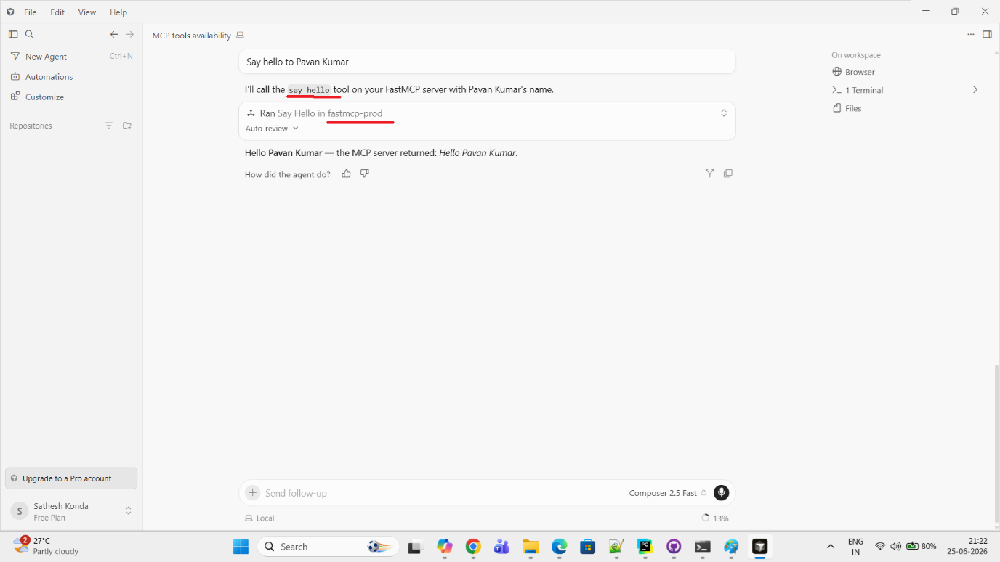 File Edit View Help
MCP tools availability
New Agent Ctrl+N
Automations
Customize
Repositories
Say hello to Pavan Kumar
I'll call the say_hello tool on your FastMCP server with Pavan Kumar's name.
Ran Say Hello in fastmcp-prod
Auto-review
Hello Pavan Kumar — the MCP server returned: Hello Pavan Kumar.
How did the agent do?
On workspace
Browser
1 Terminal
Files
Upgrade to a Pro account
S
Sathesh Konda
Free Plan
Send follow-up
Composer 2.5 Fast
Local
13%
2
27°C
Partly cloudy
Search
PC
ENG
IN
80%
21:22
25-06-2026